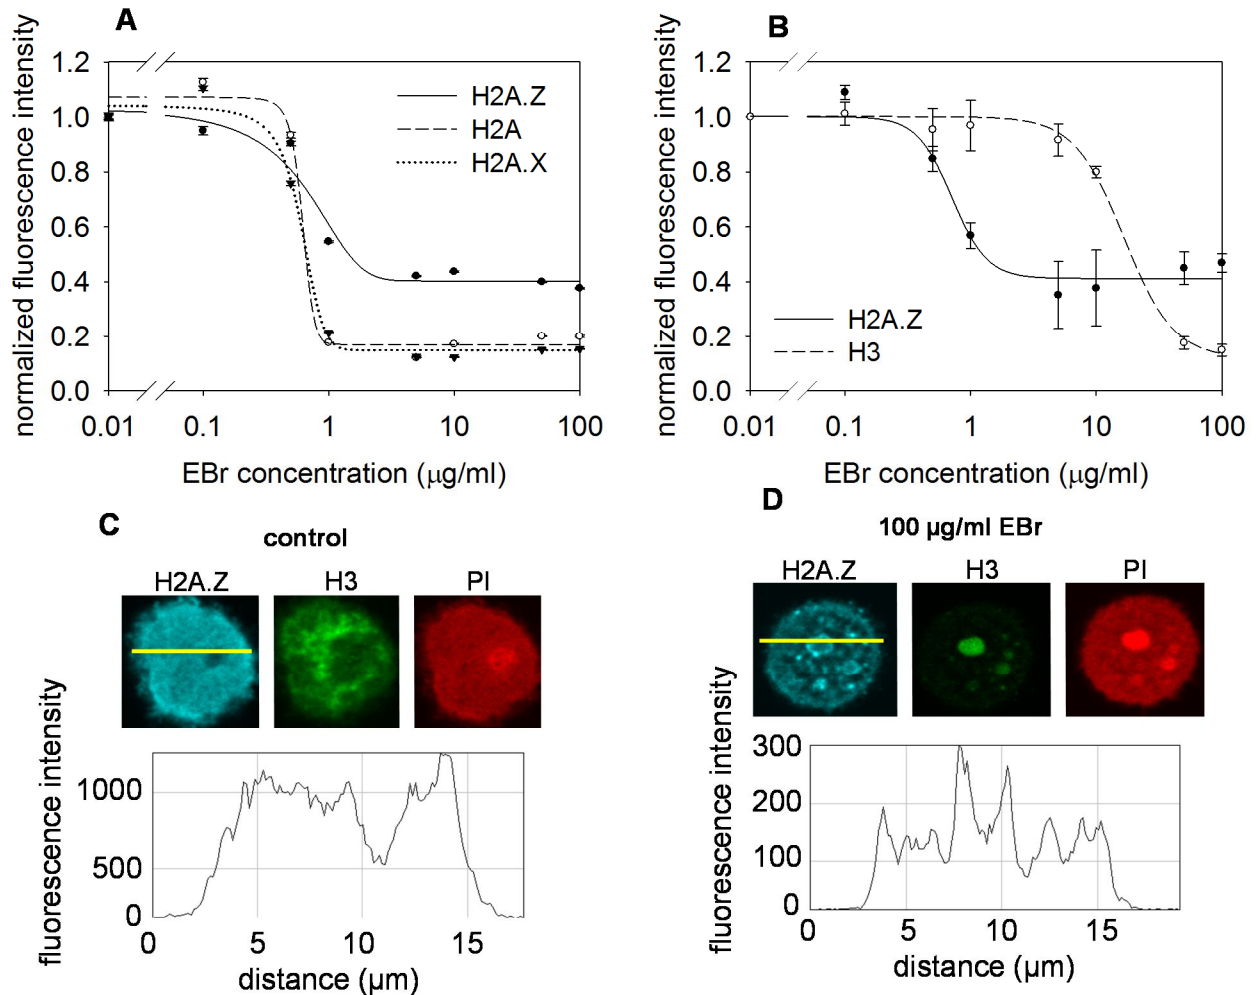 A
normalized fluorescence intensity
1.2
1.0
0.8
0.6
0.4
0.2
0.0
H2A.Z
H2A
H2A.X
0.01
0.1
1
10
100
EBr concentration (μg/ml)
B
normalized fluorescence intensity
1.2
1.0
0.8
0.6
0.4
0.2
0.0
H2A.Z
H3
0.01
0.1
1
10
100
EBr concentration (μg/ml)
C
control
H2A.Z
H3
PI
fluorescence intensity
1000
500
0
0
5
10
15
distance (μm)
D
100 μg/ml EBr
H2A.Z
H3
PI
fluorescence intensity
300
200
100
0
0
5
10
15
distance (μm)